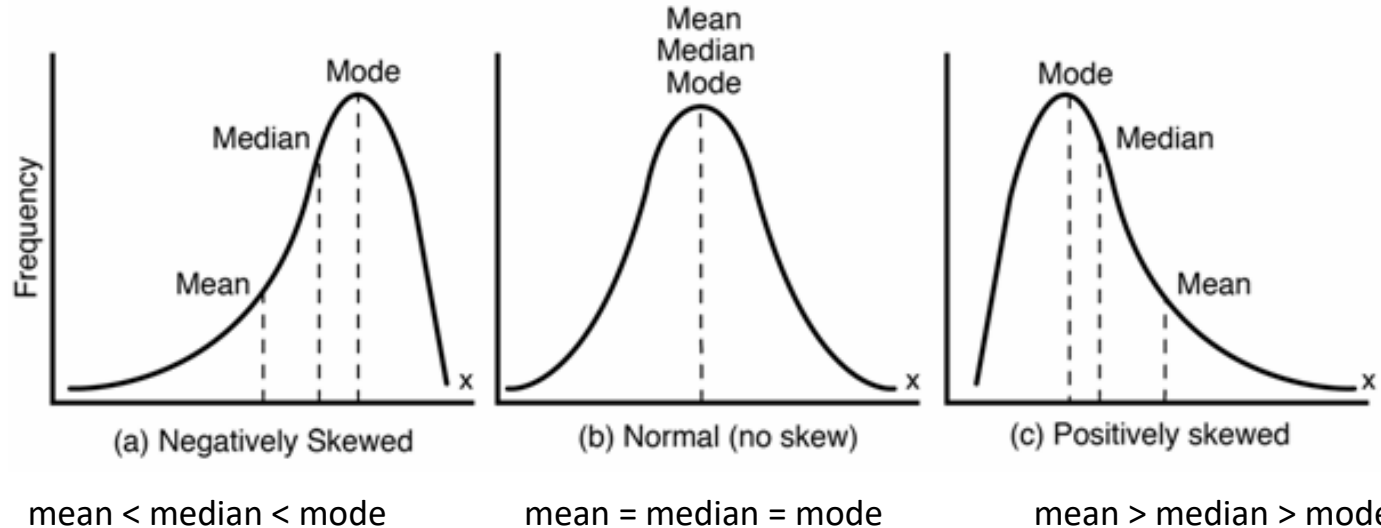 Frequency
Mode
Median
Mean
x
(a) Negatively Skewed
mean < median < mode
Mean
Median
Mode
x
(b) Normal (no skew)
mean = median = mode
Mode
Median
Mean
x
(c) Positively skewed
mean > median > mode